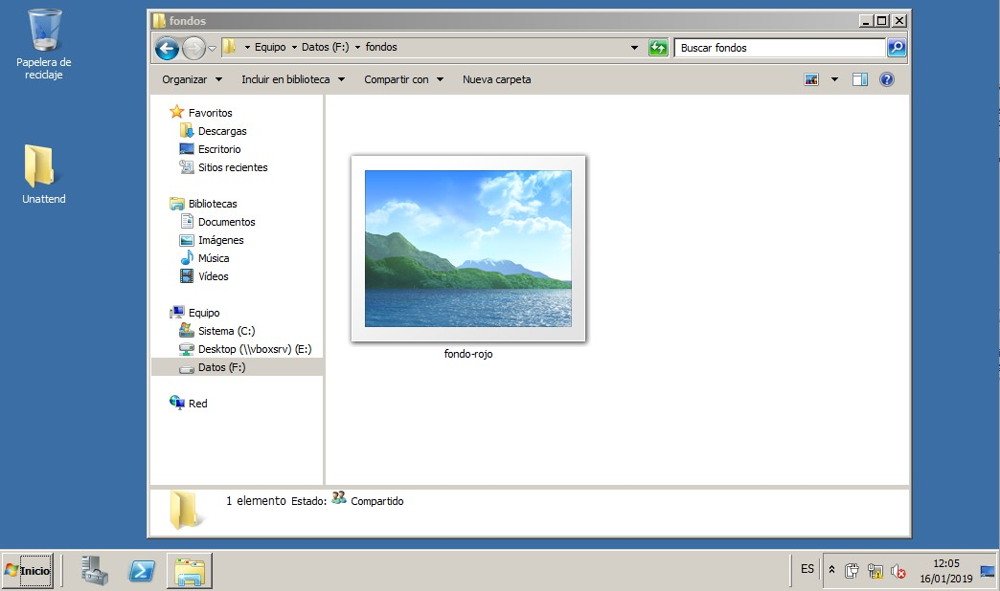 Papelera de
reciclaje
Unattend
fondos
Equipo Datos (F:) fondos
Buscar fondos
Organizar Incluir en biblioteca Compartir con Nueva carpeta
Favoritos
Descargas
Escritorio
Sitios recientes
Bibliotecas
Documentos
Imágenes
Música
Vídeos
Equipo
Sistema (C:)
Desktop (\\vboxsrv) (E:)
Datos (F:)
Red
fondo-rojo
1 elemento Estado: Compartido
Inicio
ES
12:05
16/01/2019